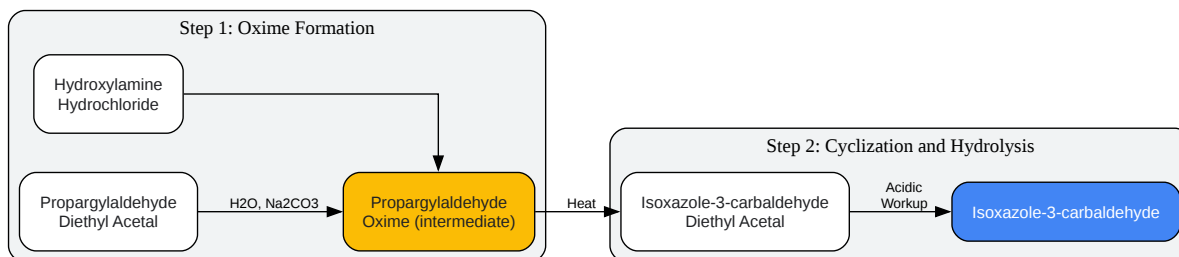 Step 1: Oxime Formation
Hydroxylamine
Hydrochloride
Propargylaldehyde
Diethyl Acetal
H2O, Na2CO3
Propargylaldehyde
Oxime (intermediate)
Heat
Step 2: Cyclization and Hydrolysis
Isoxazole-3-carbaldehyde
Diethyl Acetal
Acidic
Workup
Isoxazole-3-carbaldehyde